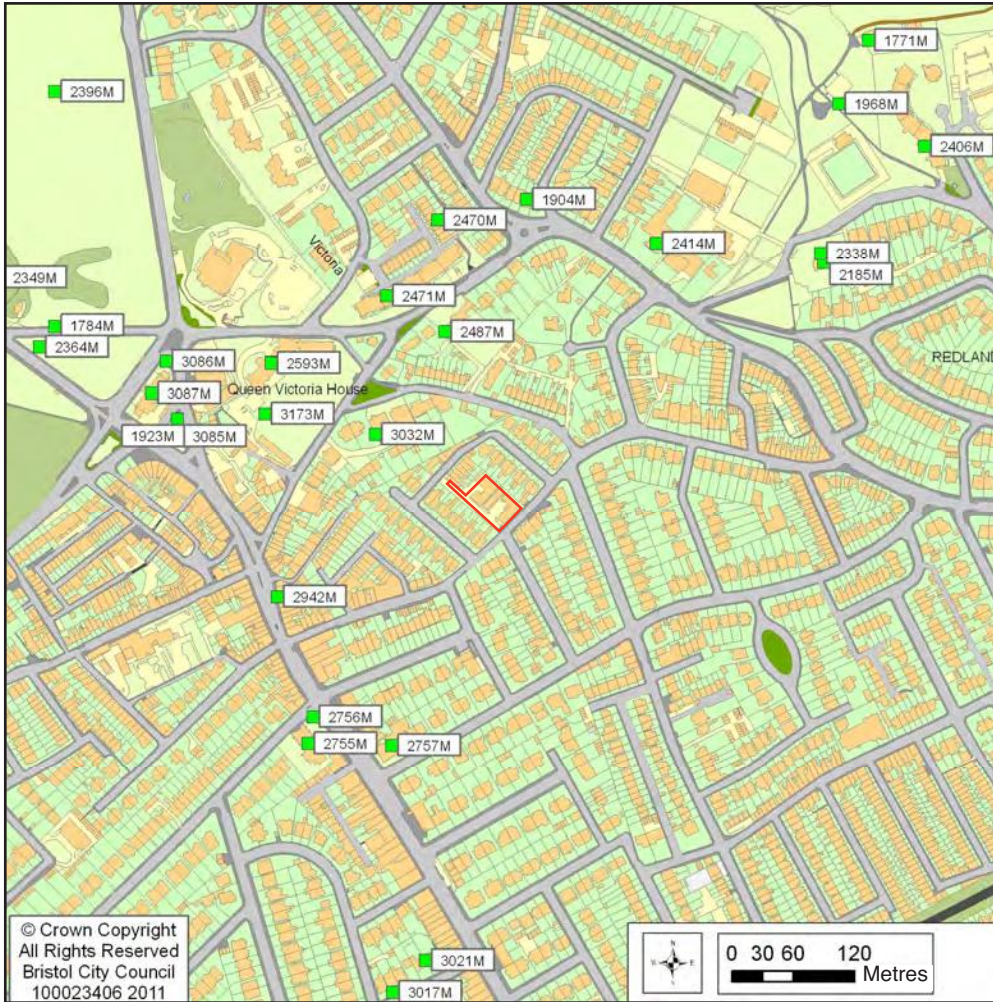 1771M
2396M
1968M
2406M
1904M
2470M
2414M
Victoria
2338M
2185M
2349M
2471M
1784M
2487M
2364M
3086M
2593M
REDLAND
3087M
Queen Victoria House
3173M
1923M
3085M
3032M
2942M
2756M
2755M
2757M
3021M
3017M
© Crown Copyright
All Rights Reserved
Bristol City Council
100023406 2011
N
W E
S
0 30 60 120
Metres